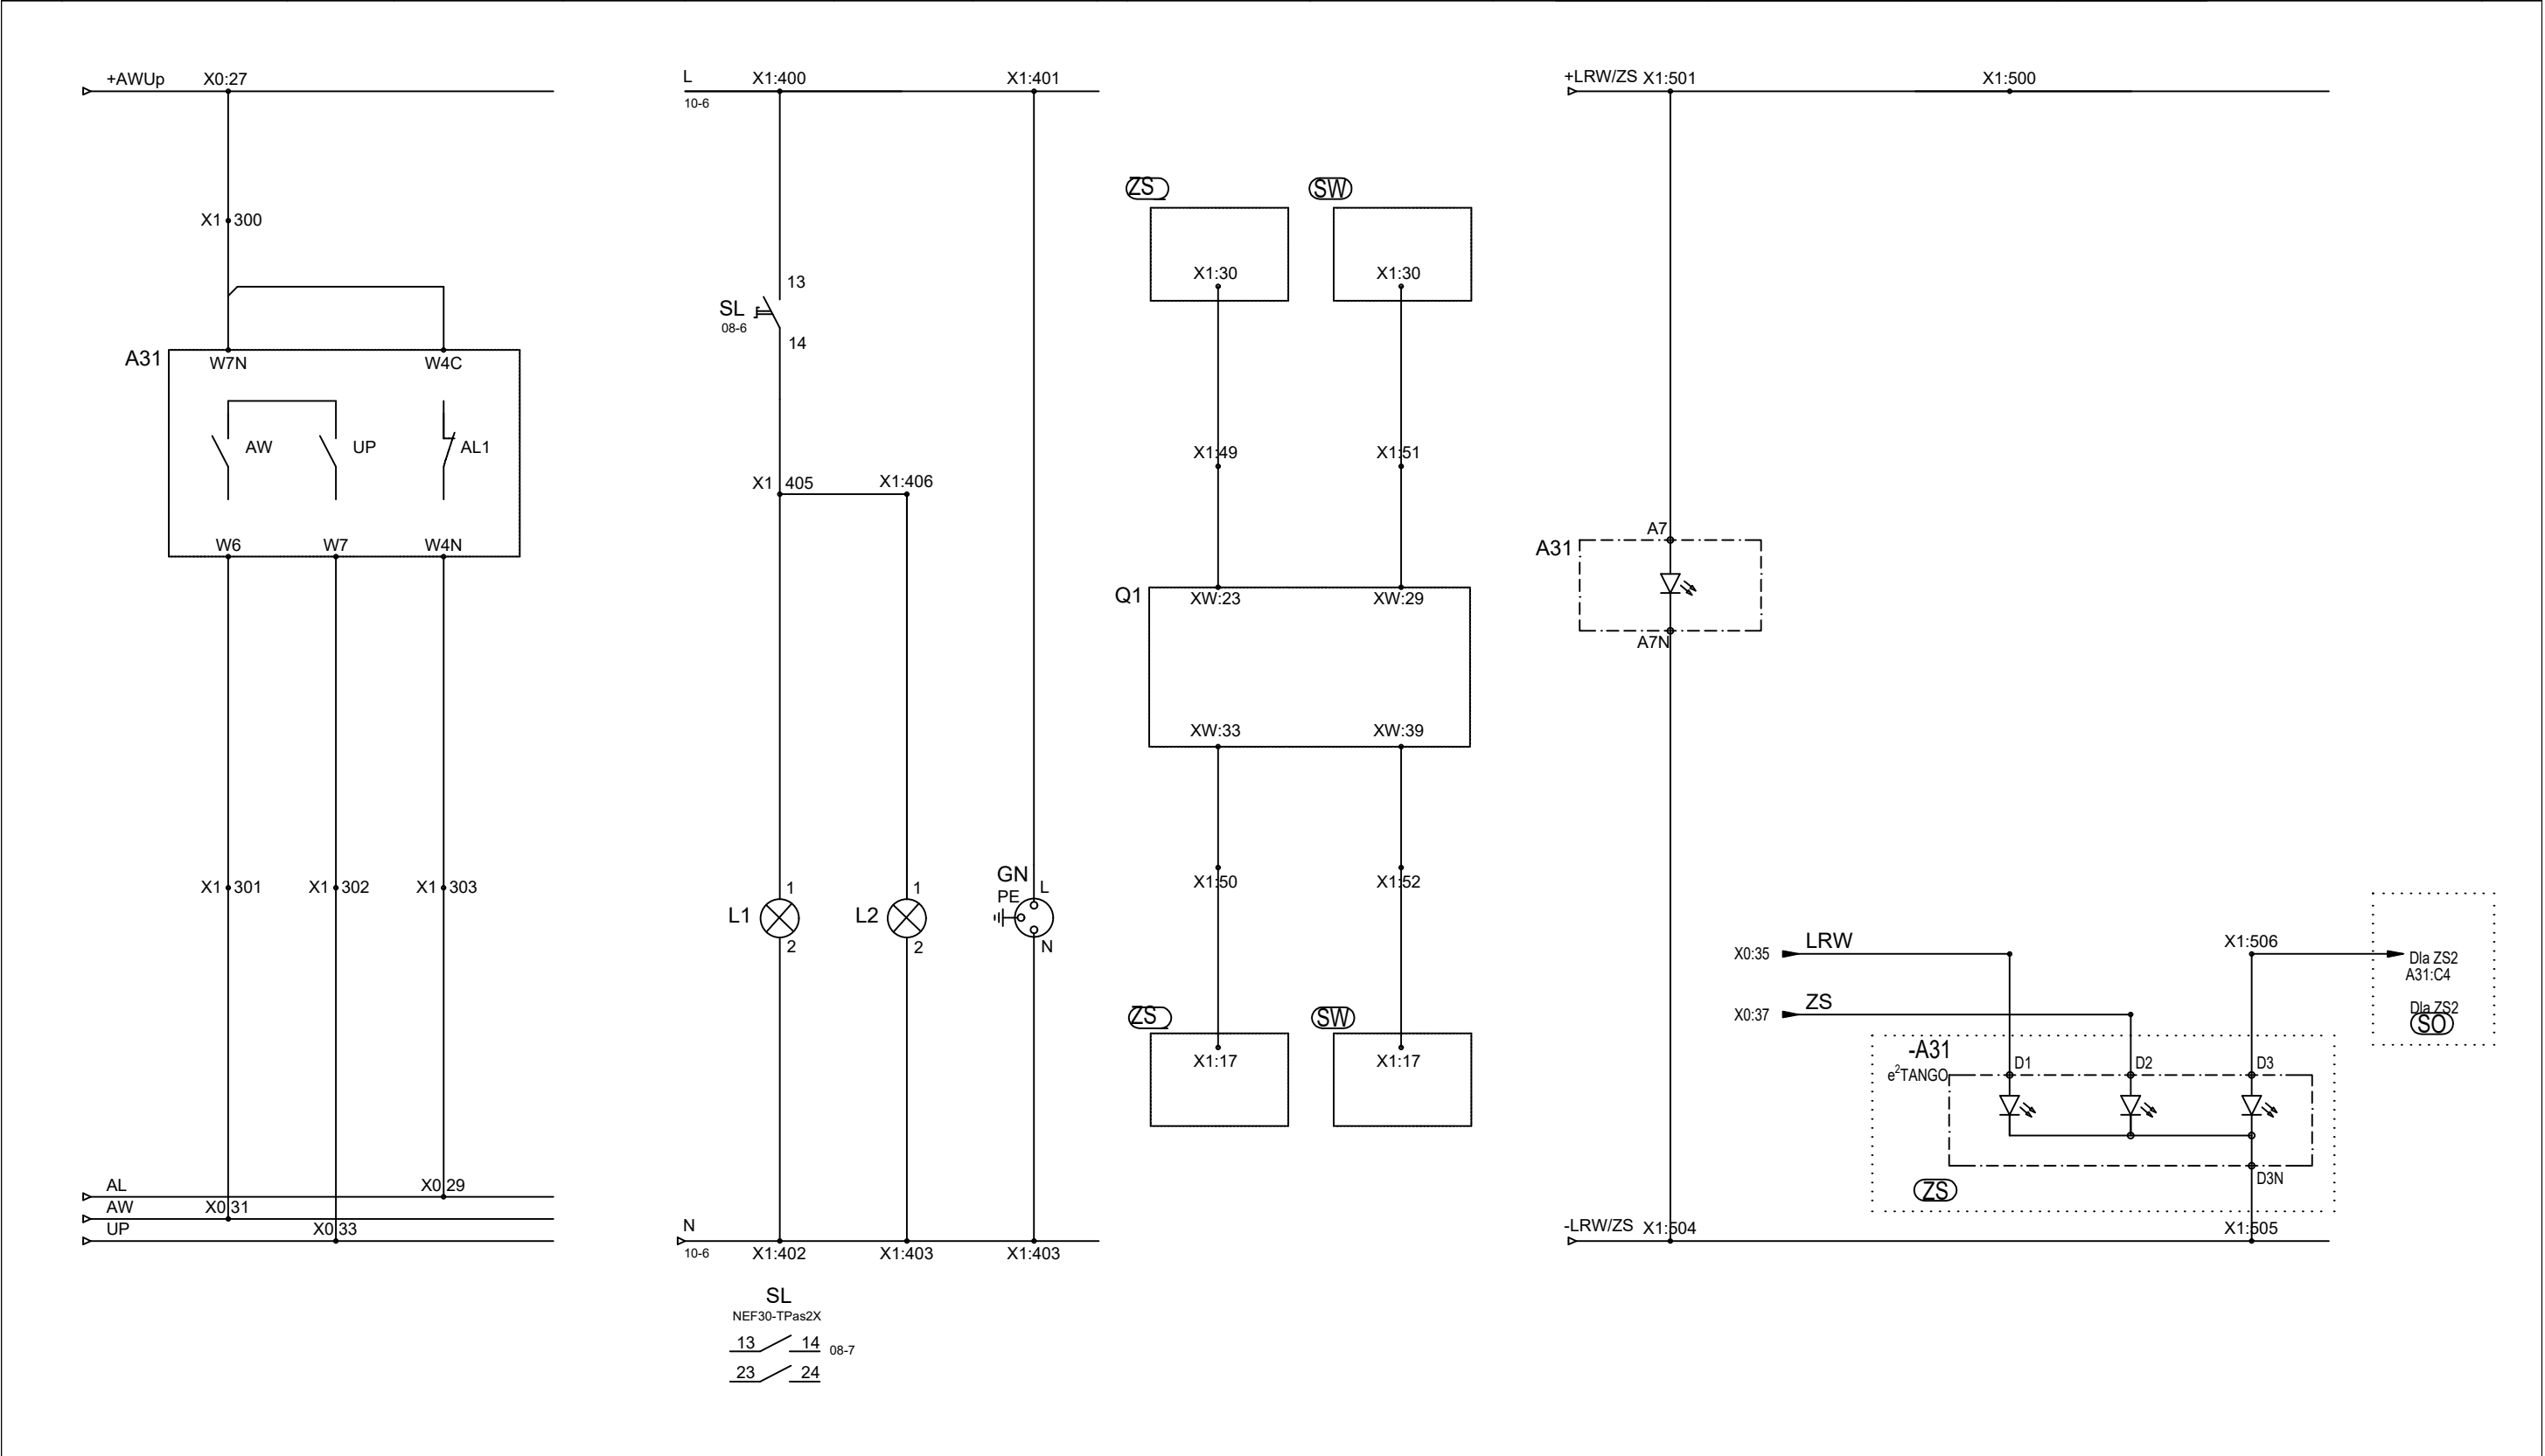 +AWUp X0:27
X1 300
A31
W7N W4C
AW UP AL1
W6 W7 W4N
X1 301 X1 302 X1 303
AL X0 29
AW X0 31
UP X0 33
L X1:400 X1:401
10-6
13
SL
08-6
14
X1 405 X1:406
GN
PE L
1 1
L1 L2
2 2 N
N
10-6 X1:402 X1:403 X1:403
SL
NEF30-TPas2X
13 14 08-7
23 24
ZS SW
X1:30 X1:30
X1:49 X1:51
Q1 XW:23 XW:29
XW:33 XW:39
X1:50 X1:52
ZS SW
X1:17 X1:17
+LRW/ZS X1:501 X1:500
A7
A31
A7N
X0:35 LRW X1:506
Dla ZS2
A31:C4
X0:37 ZS
Dla ZS2
SO
-A31
e²TANGO
D1 D2 D3
D3N
ZS
-LRW/ZS X1:504 X1:505